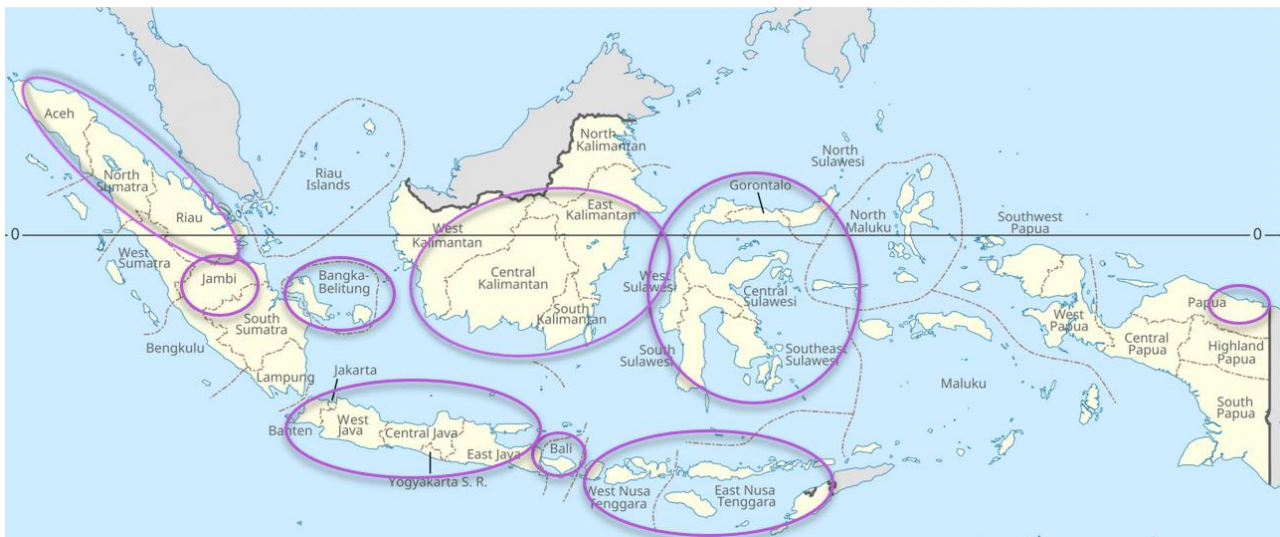 Aceh
North
Sumatra
Riau
Riau
Islands
North
Kalimantan
North
Sulawesi
Gorontalo
0
West
Sumatra
West
Kalimantan
East
Kalimantan
North
Maluku
Southwest
Papua
0
Jambi
Bangka-
Belitung
Central
Kalimantan
West
Sulawesi
Central
Sulawesi
Papua
South
Sumatra
South
Kalimantan
West
Papua
Bengkulu
Lampung
South
Sulawesi
Southeast
Sulawesi
Central
Papua
Highland
Papua
Jakarta
Maluku
South
Papua
Banten
West
Java
Central Java
East Java
Bali
Yogyakarta S. R.
West Nusa
Tenggara
East Nusa
Tenggara